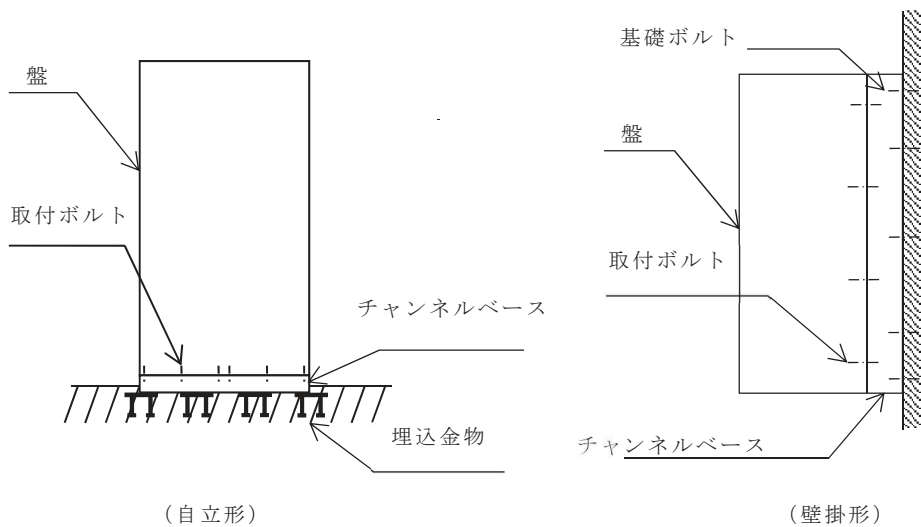 盤
取付ボルト
チャンネルベース
埋込金物
(自立形)
基礎ボルト
盤
取付ボルト
チャンネルベース
(壁掛形)